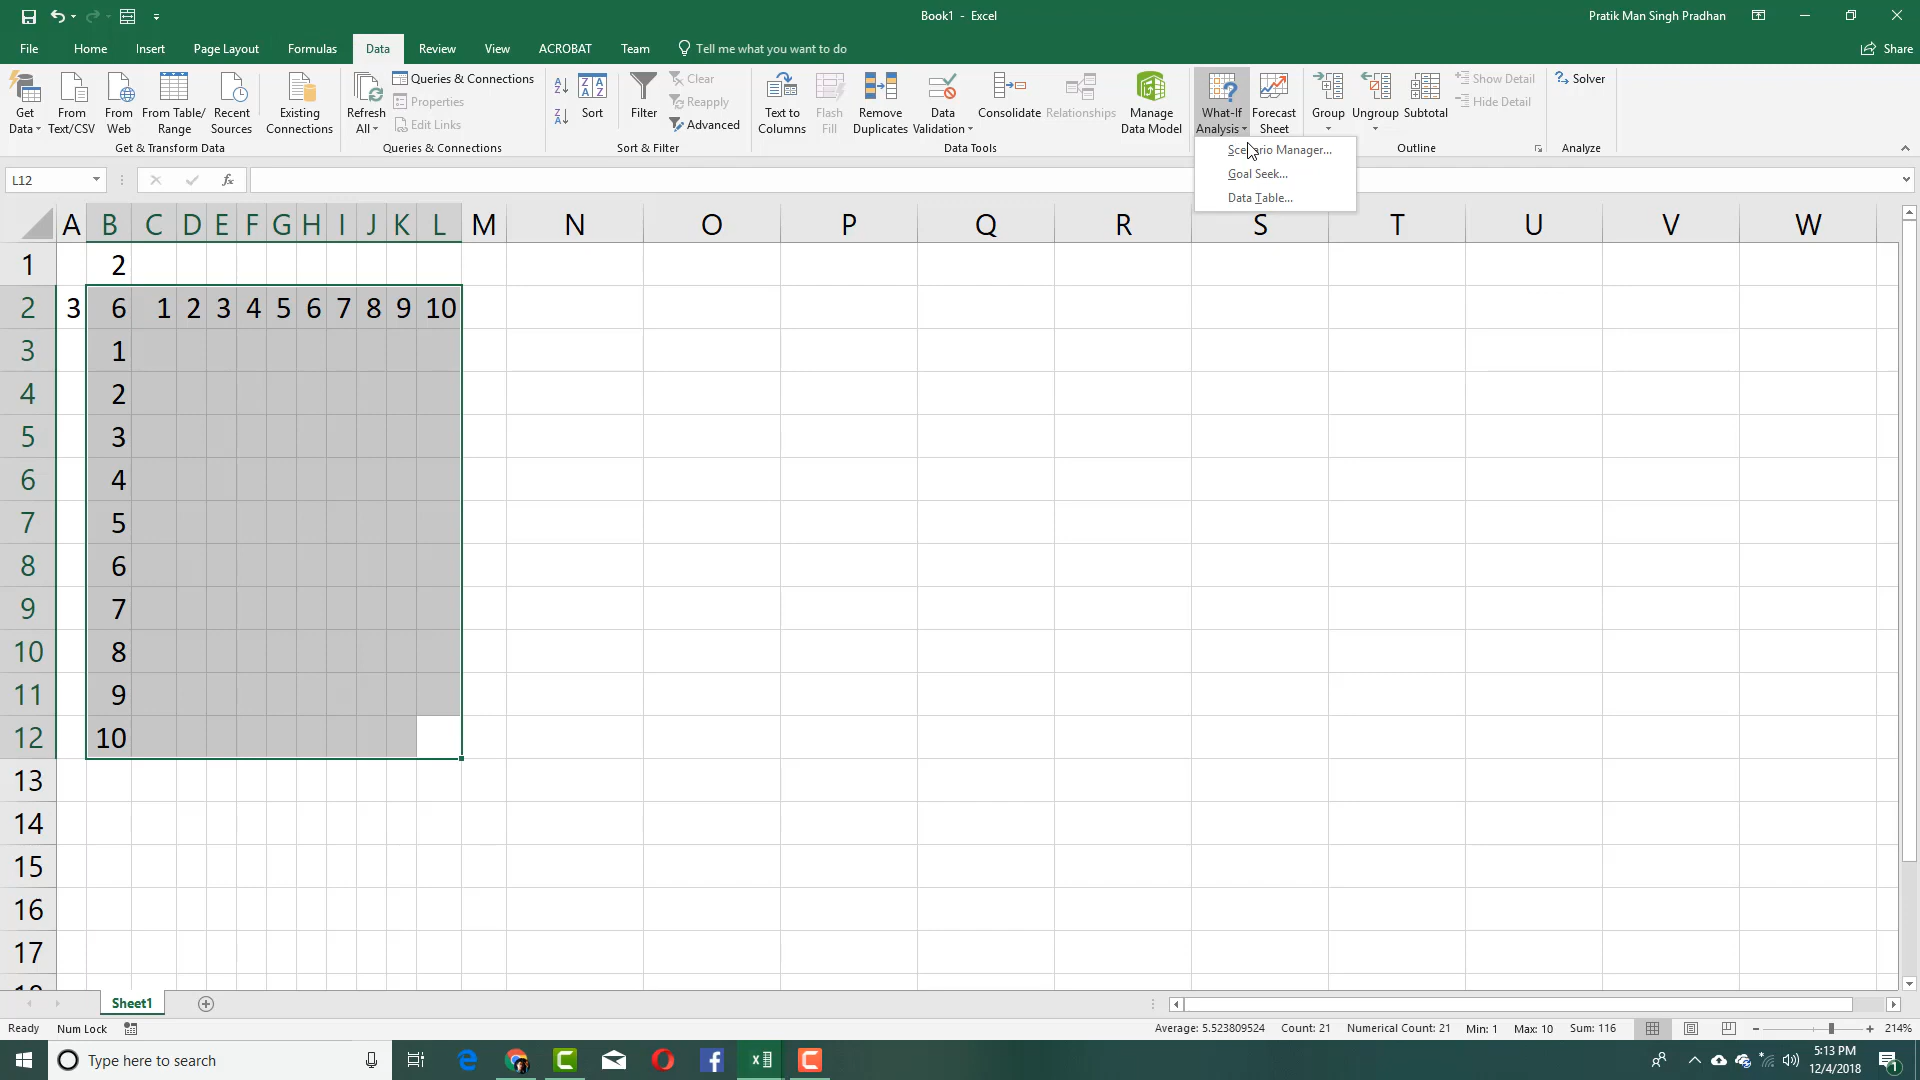 Book1 - Excel
Pratik Man Singh Pradhan
File Home Insert Page Layout Formulas Data Review View ACROBAT Team Tell me what you want to do Share
Get Data
From Text/CSV
From Web
From Table/ Range
Recent Sources
Existing Connections
Get & Transform Data
Refresh All
Queries & Connections
Properties
Edit Links
Queries & Connections
Sort
Filter
Clear
Reapply
Advanced
Sort & Filter
Text to Columns
Flash Fill
Remove Duplicates
Data Validation
Consolidate
Relationships
Manage Data Model
Data Tools
What-If Analysis
Forecast Sheet
Group
Ungroup
Subtotal
Show Detail
Hide Detail
Outline
Solver
Analyze
Scenario Manager...
Goal Seek...
Data Table...
L12 fx
A B C D E F G H I J K L M N O P Q R S T U V W
1 2
2 3 6 1 2 3 4 5 6 7 8 9 10
3 1
4 2
5 3
6 4
7 5
8 6
9 7
10 8
11 9
12 10
13
14
15
16
17
Sheet1
Ready Num Lock Average: 5.523809524 Count: 21 Numerical Count: 21 Min: 1 Max: 10 Sum: 116 214%
Type here to search
5:13 PM
12/4/2018